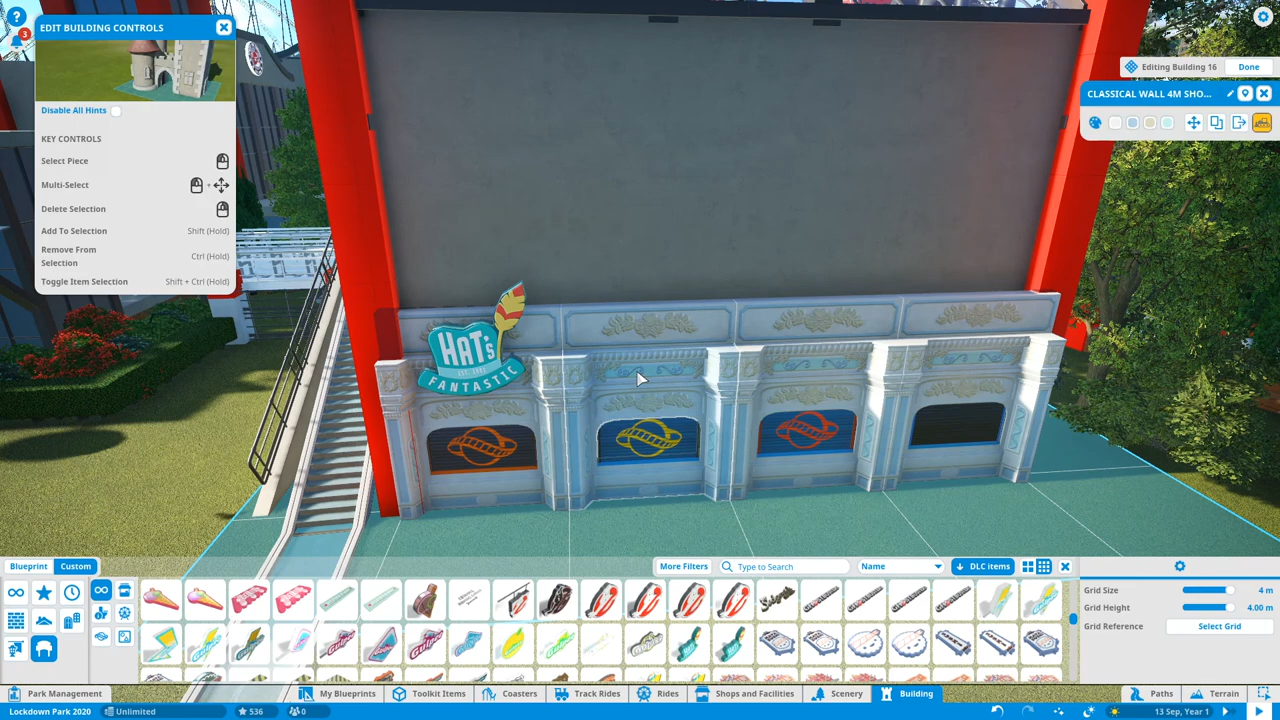 ?
3
EDIT BUILDING CONTROLS
Disable All Hints
KEY CONTROLS
Select Piece
Multi-Select
Delete Selection
Add To Selection Shift (Hold)
Remove From
Selection Ctrl (Hold)
Toggle Item Selection Shift + Ctrl (Hold)
Editing Building 16 Done
CLASSICAL WALL 4M SHO...
HAT'S
FANTASTIC
Blueprint Custom
More Filters Type to Search Name DLC items
Grid Size 4 m
Grid Height 4.00 m
Grid Reference Select Grid
Park Management My Blueprints Toolkit Items Coasters Track Rides Rides Shops and Facilities Scenery Building Paths Terrain
Lockdown Park 2020 Unlimited 536 0 13 Sep, Year 1